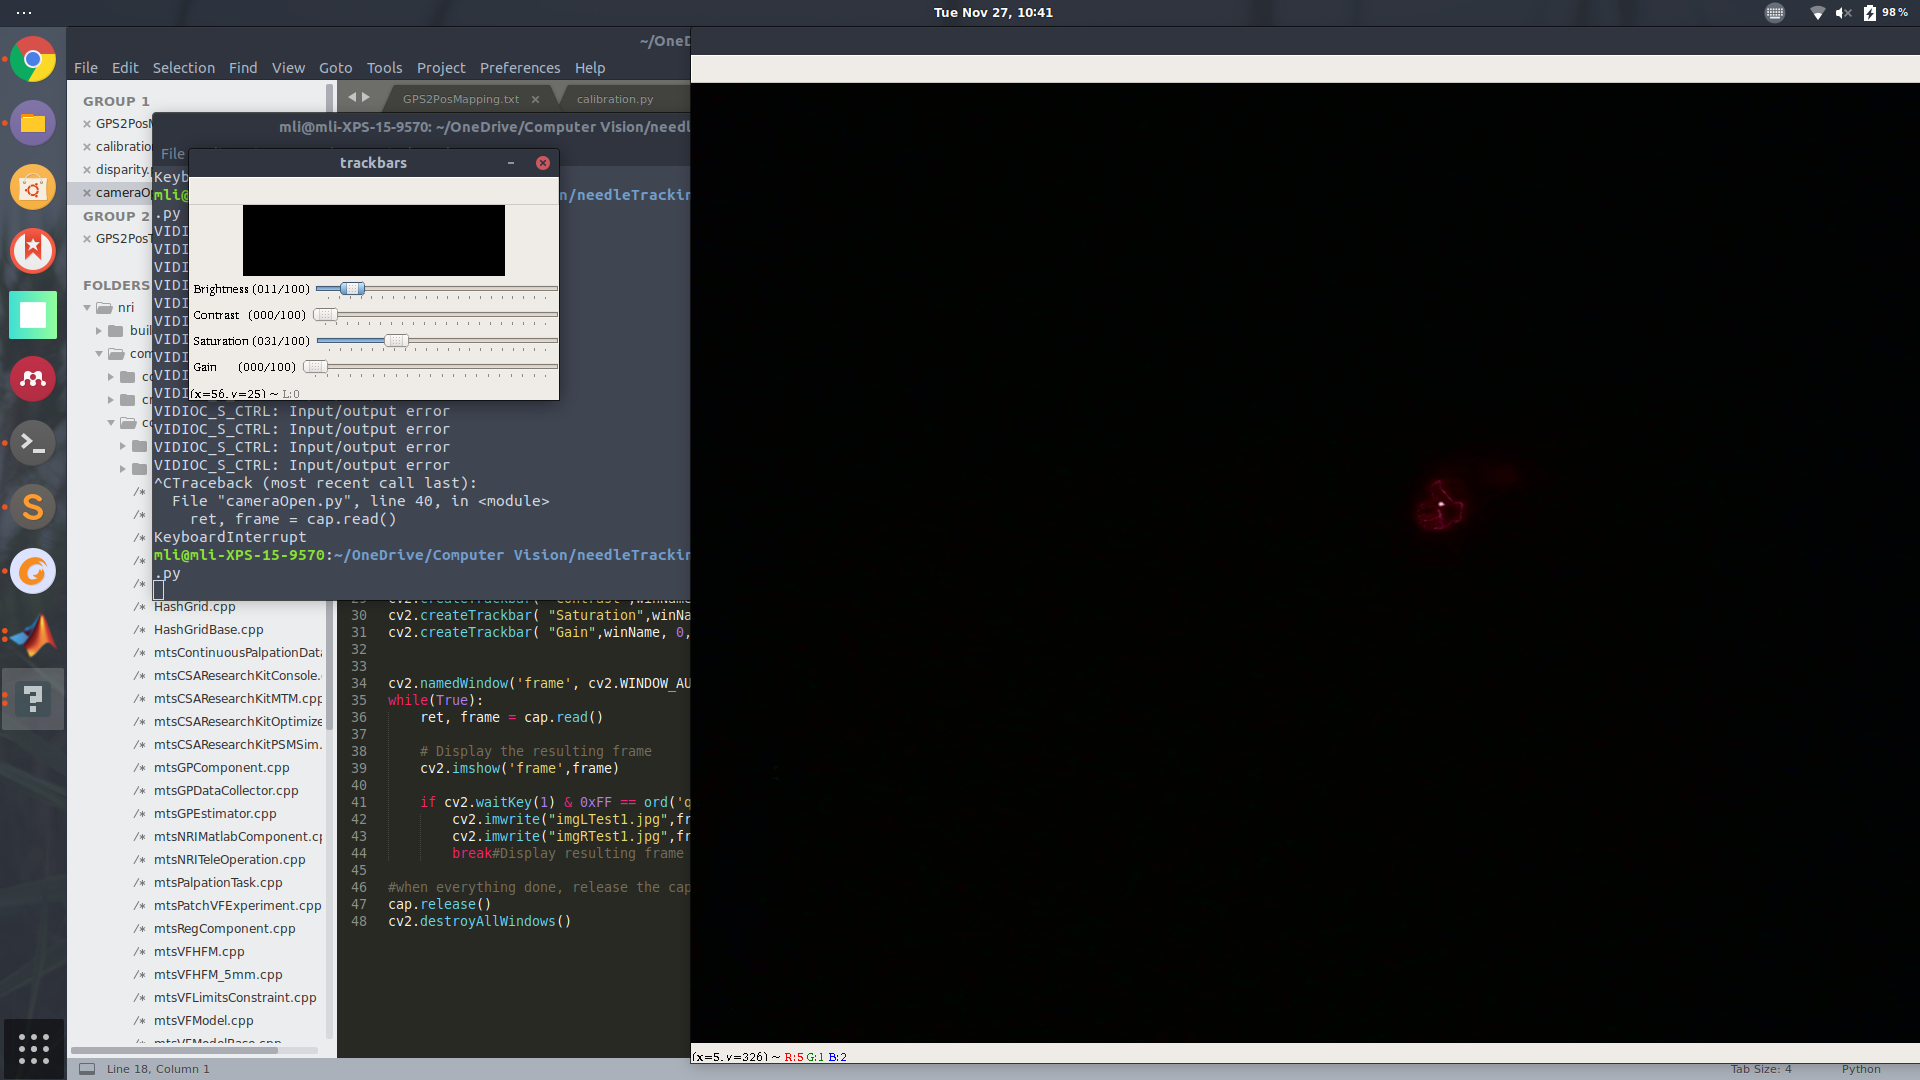 Tue Nov 27, 10:41
98%
~/OneD
File Edit Selection Find View Goto Tools Project Preferences Help
GROUP 1
GPS2PosMapping.txt
calibration.py
GPS2PosM
calibratio
disparity.
cameraO
GROUP 2
GPS2PosT
FOLDERS
nri
buil
com
HashGrid.cpp
HashGridBase.cpp
mtsContinuousPalpationData
mtsCSAResearchKitConsole.
mtsCSAResearchKitMTM.cpp
mtsCSAResearchKitOptimize
mtsCSAResearchKitPSMSim.
mtsGPComponent.cpp
mtsGPDataCollector.cpp
mtsGPEstimator.cpp
mtsNRIMatlabComponent.cp
mtsNRITeleOperation.cpp
mtsPalpationTask.cpp
mtsPatchVFExperiment.cpp
mtsRegComponent.cpp
mtsVFHFM.cpp
mtsVFHFM_5mm.cpp
mtsVFLimitsConstraint.cpp
mtsVFModel.cpp
mtsVFModelBase.cpp
mli@mli-XPS-15-9570: ~/OneDrive/Computer Vision/needl
File
Keyb
mli@
/needleTrackin
.py
VIDI
VIDI
VIDI
VIDI
VIDI
VIDI
VIDI
VIDI
VIDI
VIDI
VIDIOC_S_CTRL: Input/output error
VIDIOC_S_CTRL: Input/output error
VIDIOC_S_CTRL: Input/output error
VIDIOC_S_CTRL: Input/output error
^CTraceback (most recent call last):
File "cameraOpen.py", line 40, in <module>
ret, frame = cap.read()
KeyboardInterrupt
mli@mli-XPS-15-9570:~/OneDrive/Computer Vision/needleTrackin
.py
trackbars
Brightness (011/100)
Contrast (000/100)
Saturation (031/100)
Gain (000/100)
(x=56, y=25) ~ L:0
29 cv2.createTrackbar( "Contrast",winName
30 cv2.createTrackbar( "Saturation",winNa
31 cv2.createTrackbar( "Gain",winName, 0,
32
33
34 cv2.namedWindow('frame', cv2.WINDOW_AU
35 while(True):
36 ret, frame = cap.read()
37
38 # Display the resulting frame
39 cv2.imshow('frame',frame)
40
41 if cv2.waitKey(1) & 0xFF == ord('q
42 cv2.imwrite("imgLTest1.jpg",fr
43 cv2.imwrite("imgRTest1.jpg",fr
44 break#Display resulting frame
45
46 #when everything done, release the cap
47 cap.release()
48 cv2.destroyAllWindows()
(x=5, y=326) ~ R:5 G:1 B:2
Line 18, Column 1
Tab Size: 4
Python